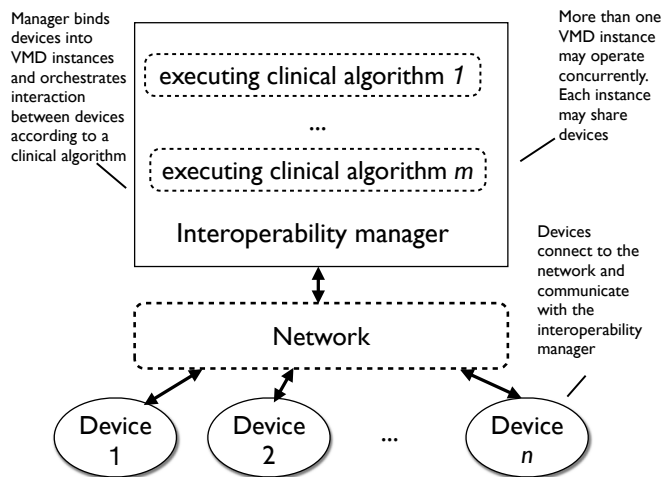 Manager binds
devices into
VMD instances
and orchestrates
interaction
between devices
according to a
clinical algorithm
executing clinical algorithm 1
...
executing clinical algorithm m
Interoperability manager
More than one
VMD instance
may operate
concurrently.
Each instance
may share
devices
Devices
connect to the
network and
communicate
with the
interoperability
manager
Network
Device
1
Device
2
...
Device
n